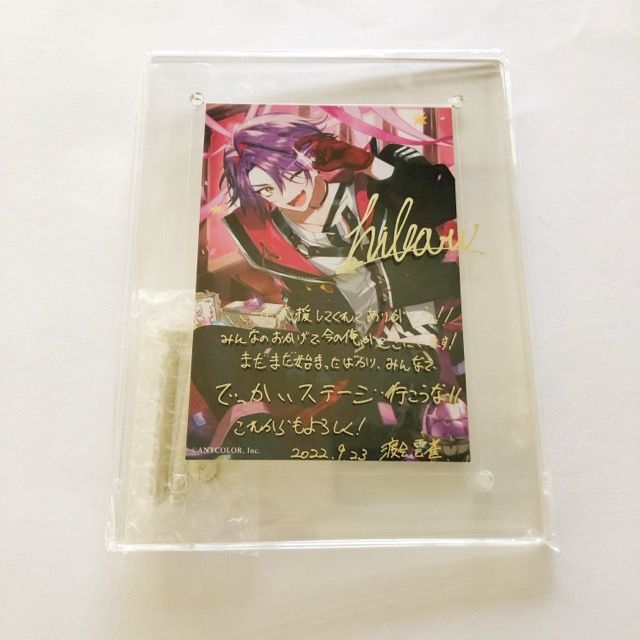 hibari
応援してくれてありがとう!!
みんなのおかげで今の俺がここにいます!
まだまだ始まったばかり、みんなで
でっかいステージ行こうな!!
これからもよろしく!
©ANYCOLOR, Inc.
2022.9.23 渡会雲雀